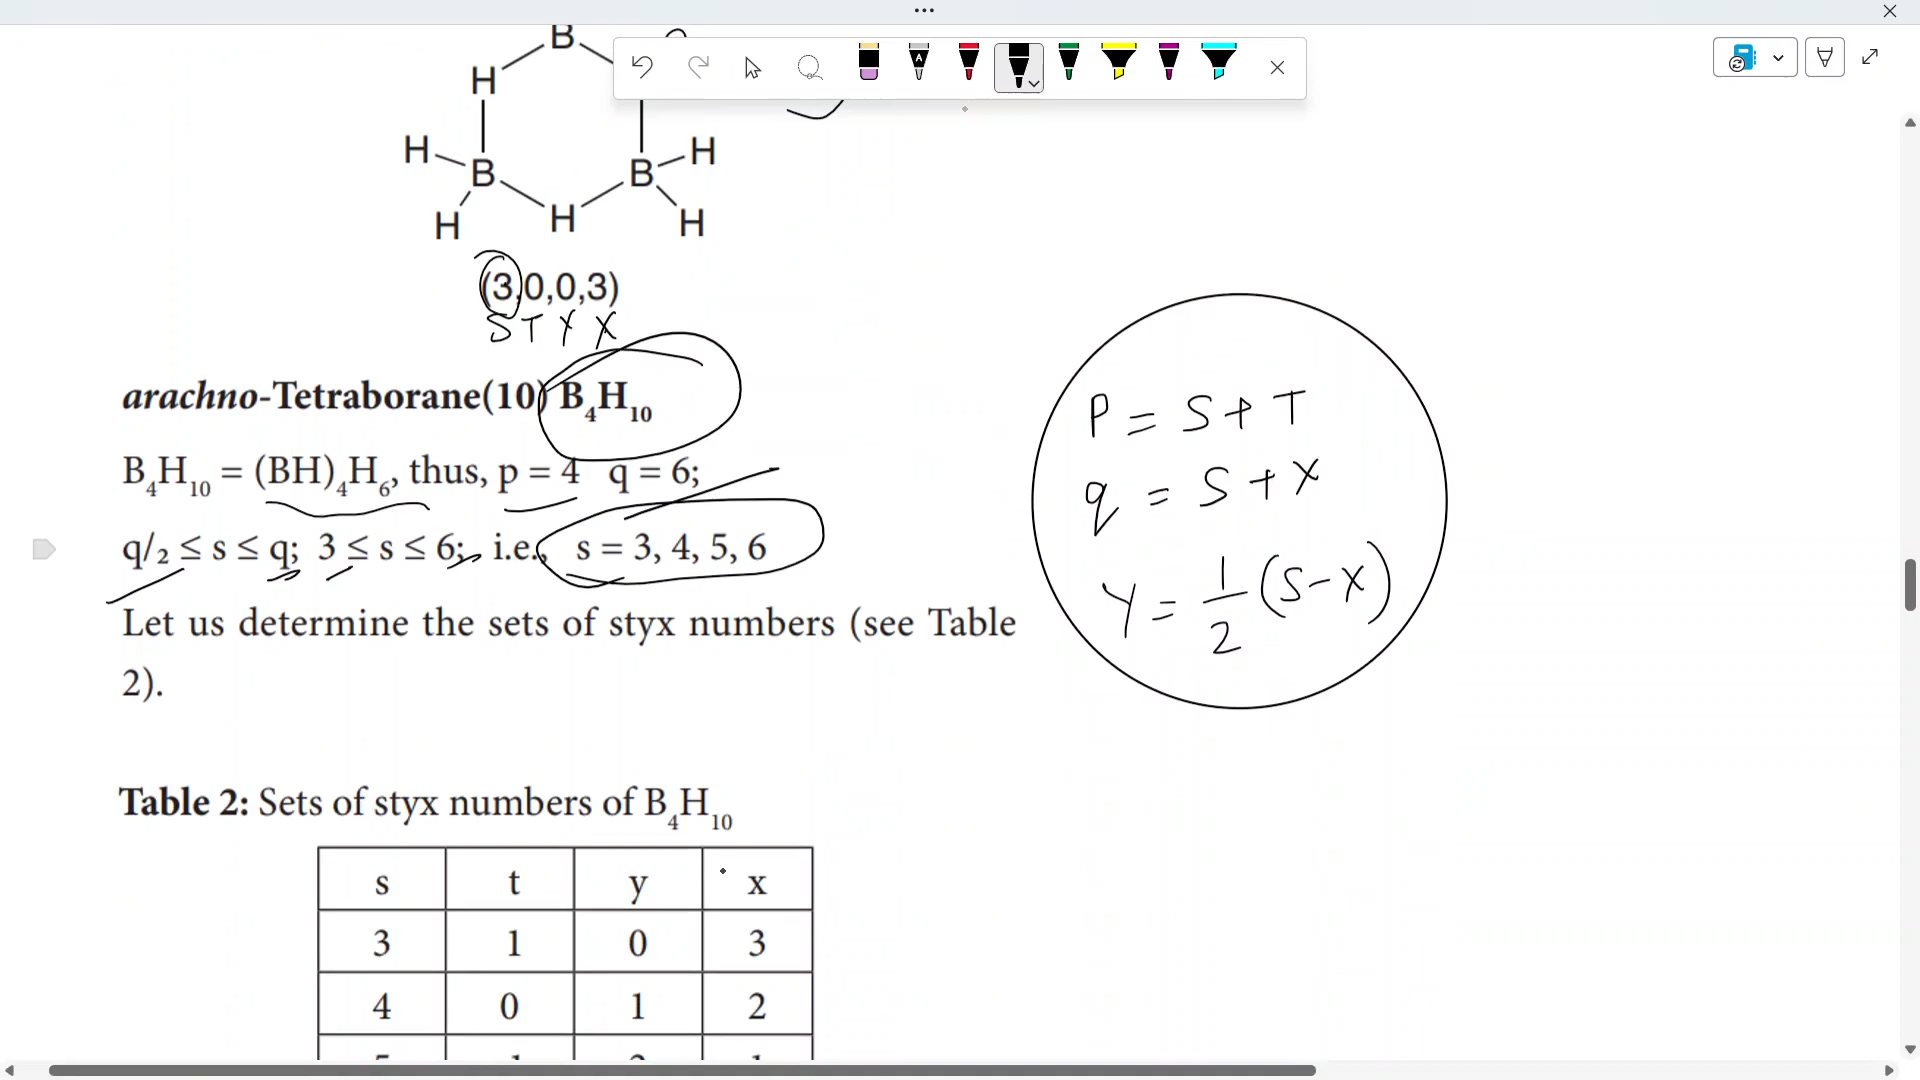 B
H
H B B H
H H H
(3,0,0,3)
S T Y X
arachno-Tetraborane(10) B4H10
B4H10 = (BH)4H6, thus, p = 4 q = 6;
q/2 ≤ s ≤ q; 3 ≤ s ≤ 6; i.e., s = 3, 4, 5, 6
Let us determine the sets of styx numbers (see Table
2).
P = S + T
q = S + X
Y = 1/2 (S - X)
Table 2: Sets of styx numbers of B4H10
s t y x
3 1 0 3
4 0 1 2